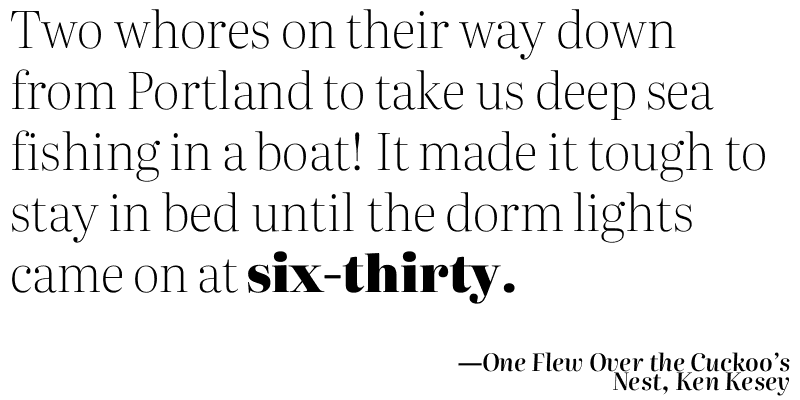 Two whores on their way down
from Portland to take us deep sea
fishing in a boat! It made it tough to
stay in bed until the dorm lights
came on at six-thirty.
—One Flew Over the Cuckoo’s
Nest, Ken Kesey